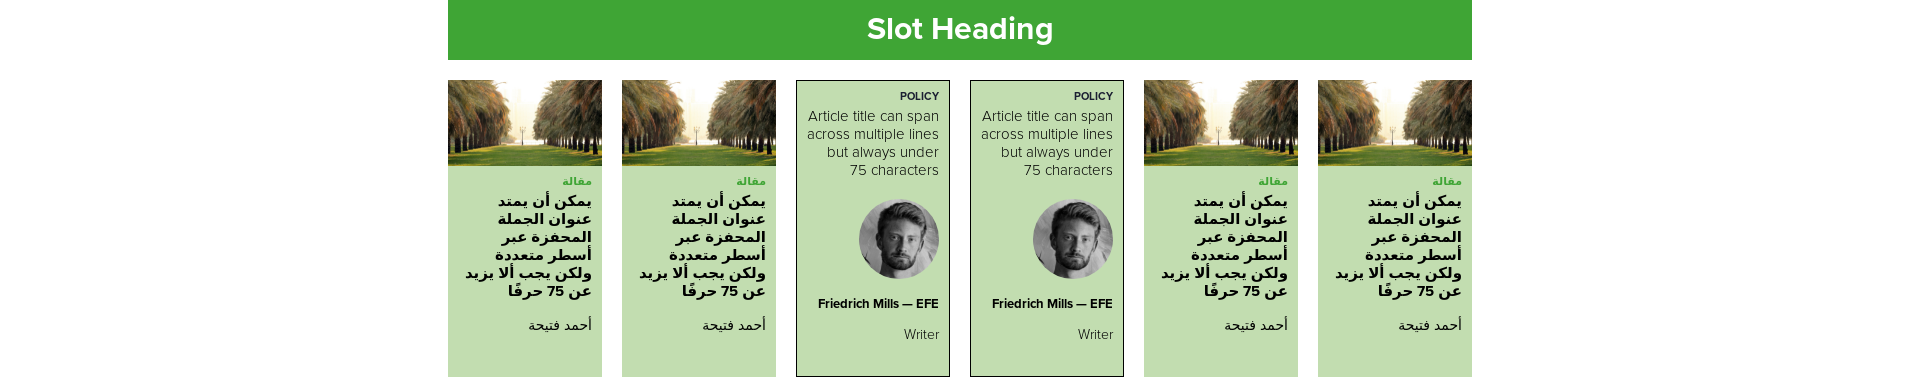 Slot Heading
مقالة
يمكن أن يمتد
عنوان الجملة
المحفزة عبر
أسطر متعددة
ولكن يجب ألا يزيد
عن 75 حرفًا
أحمد فتيحة
مقالة
يمكن أن يمتد
عنوان الجملة
المحفزة عبر
أسطر متعددة
ولكن يجب ألا يزيد
عن 75 حرفًا
أحمد فتيحة
POLICY
Article title can span
across multiple lines
but always under
75 characters
Friedrich Mills — EFE
Writer
POLICY
Article title can span
across multiple lines
but always under
75 characters
Friedrich Mills — EFE
Writer
مقالة
يمكن أن يمتد
عنوان الجملة
المحفزة عبر
أسطر متعددة
ولكن يجب ألا يزيد
عن 75 حرفًا
أحمد فتيحة
مقالة
يمكن أن يمتد
عنوان الجملة
المحفزة عبر
أسطر متعددة
ولكن يجب ألا يزيد
عن 75 حرفًا
أحمد فتيحة